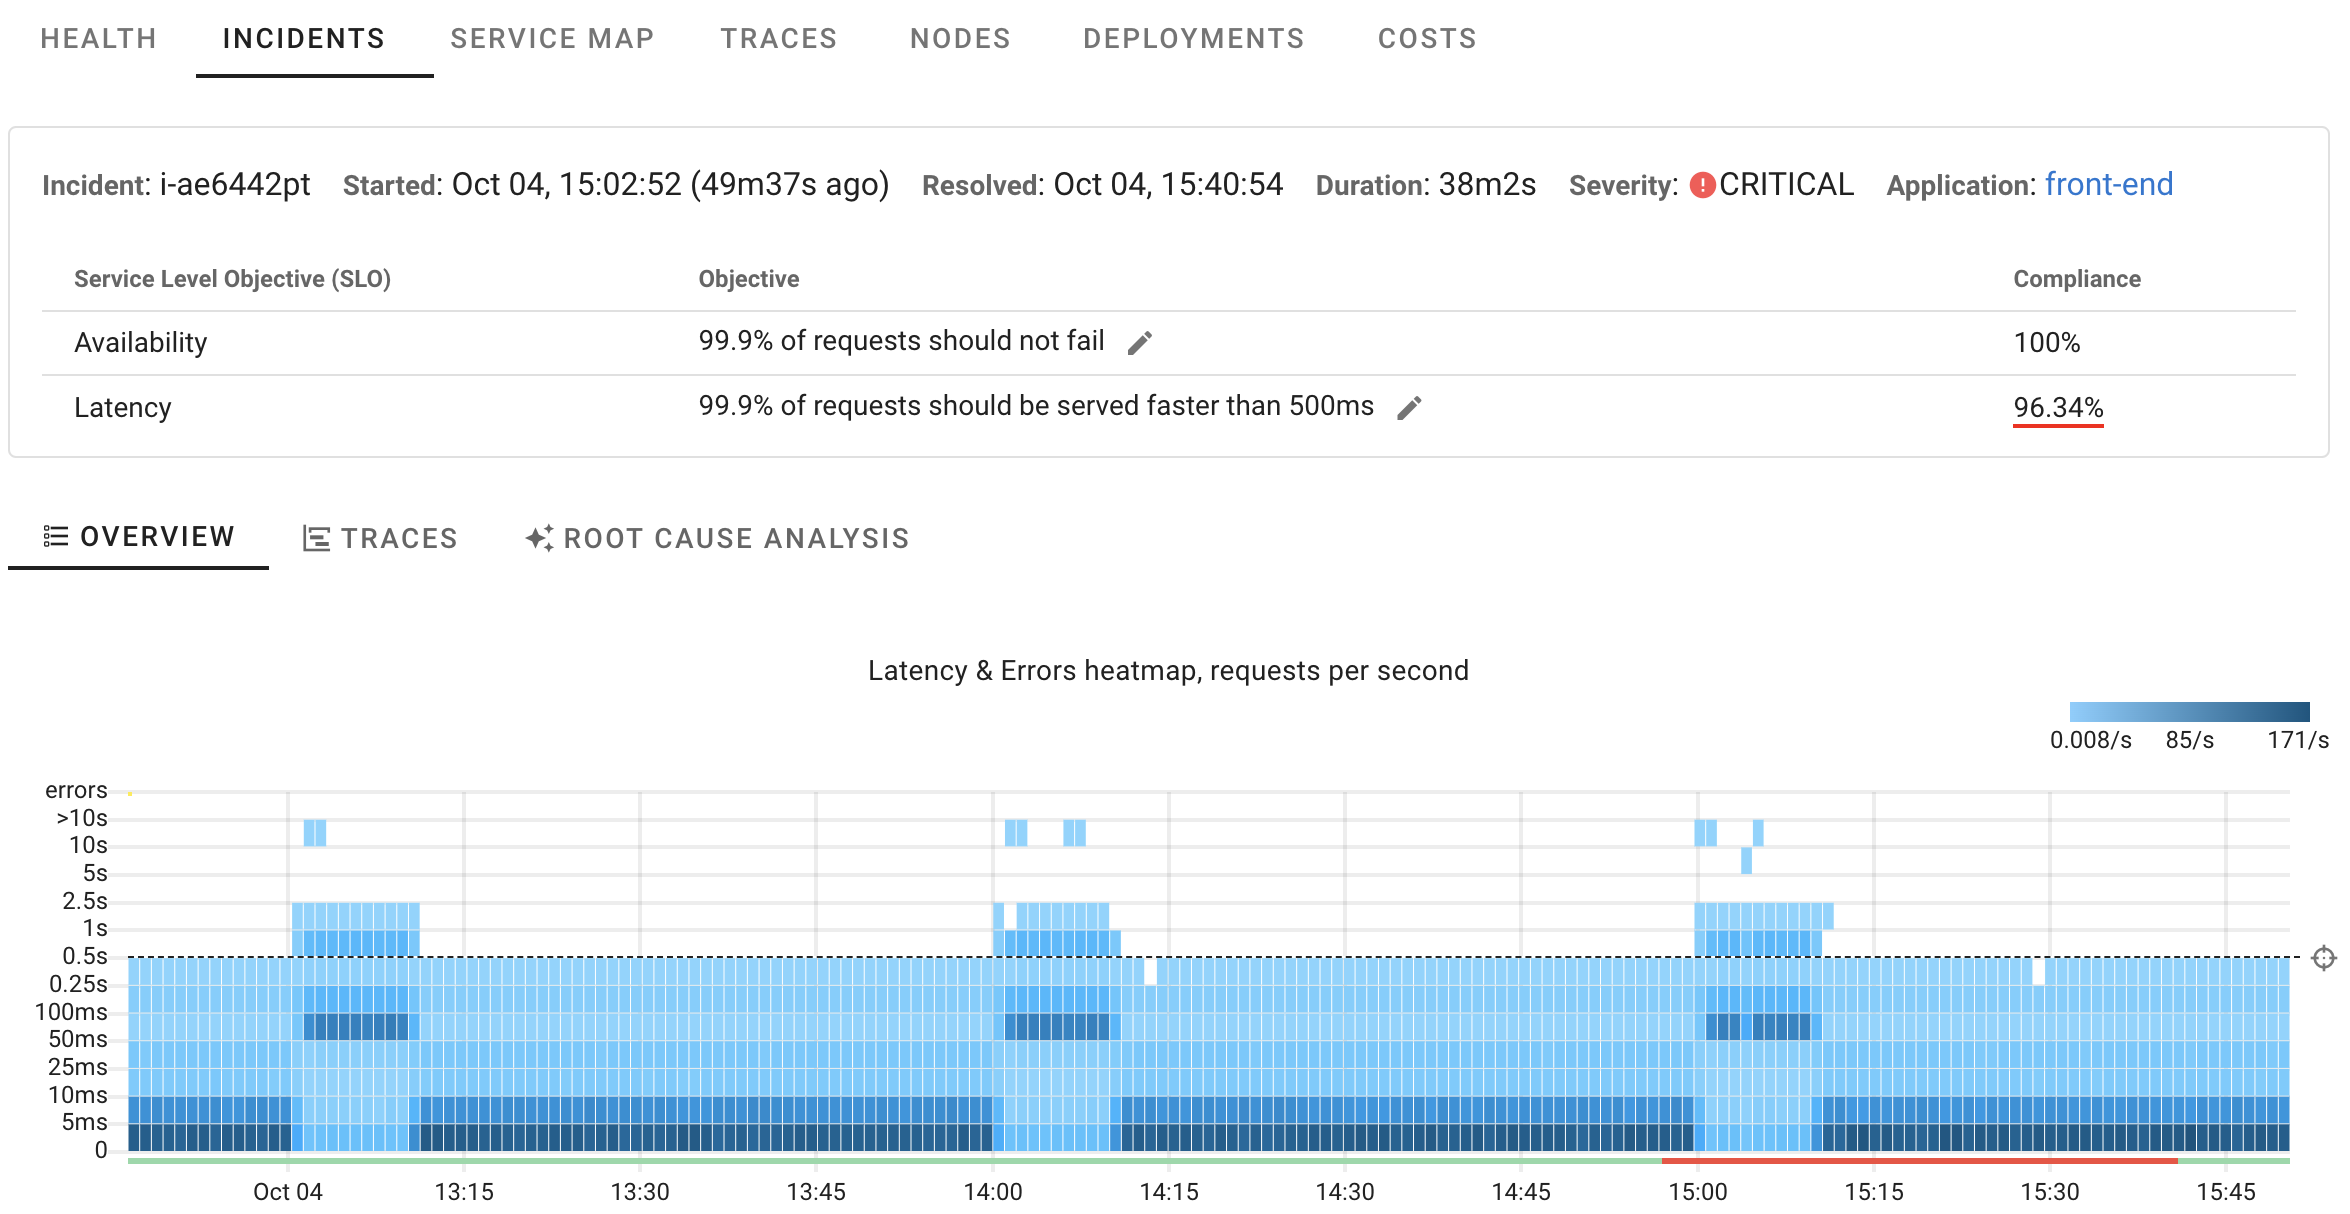 HEALTH INCIDENTS SERVICE MAP TRACES NODES DEPLOYMENTS COSTS
Incident: i-ae6442pt Started: Oct 04, 15:02:52 (49m37s ago) Resolved: Oct 04, 15:40:54 Duration: 38m2s Severity: CRITICAL Application: front-end
Service Level Objective (SLO) Objective Compliance
Availability 99.9% of requests should not fail 100%
Latency 99.9% of requests should be served faster than 500ms 96.34%
OVERVIEW TRACES ROOT CAUSE ANALYSIS
Latency & Errors heatmap, requests per second
0.008/s 85/s 171/s
errors
>10s
10s
5s
2.5s
1s
0.5s
0.25s
100ms
50ms
25ms
10ms
5ms
0
Oct 04 13:15 13:30 13:45 14:00 14:15 14:30 14:45 15:00 15:15 15:30 15:45